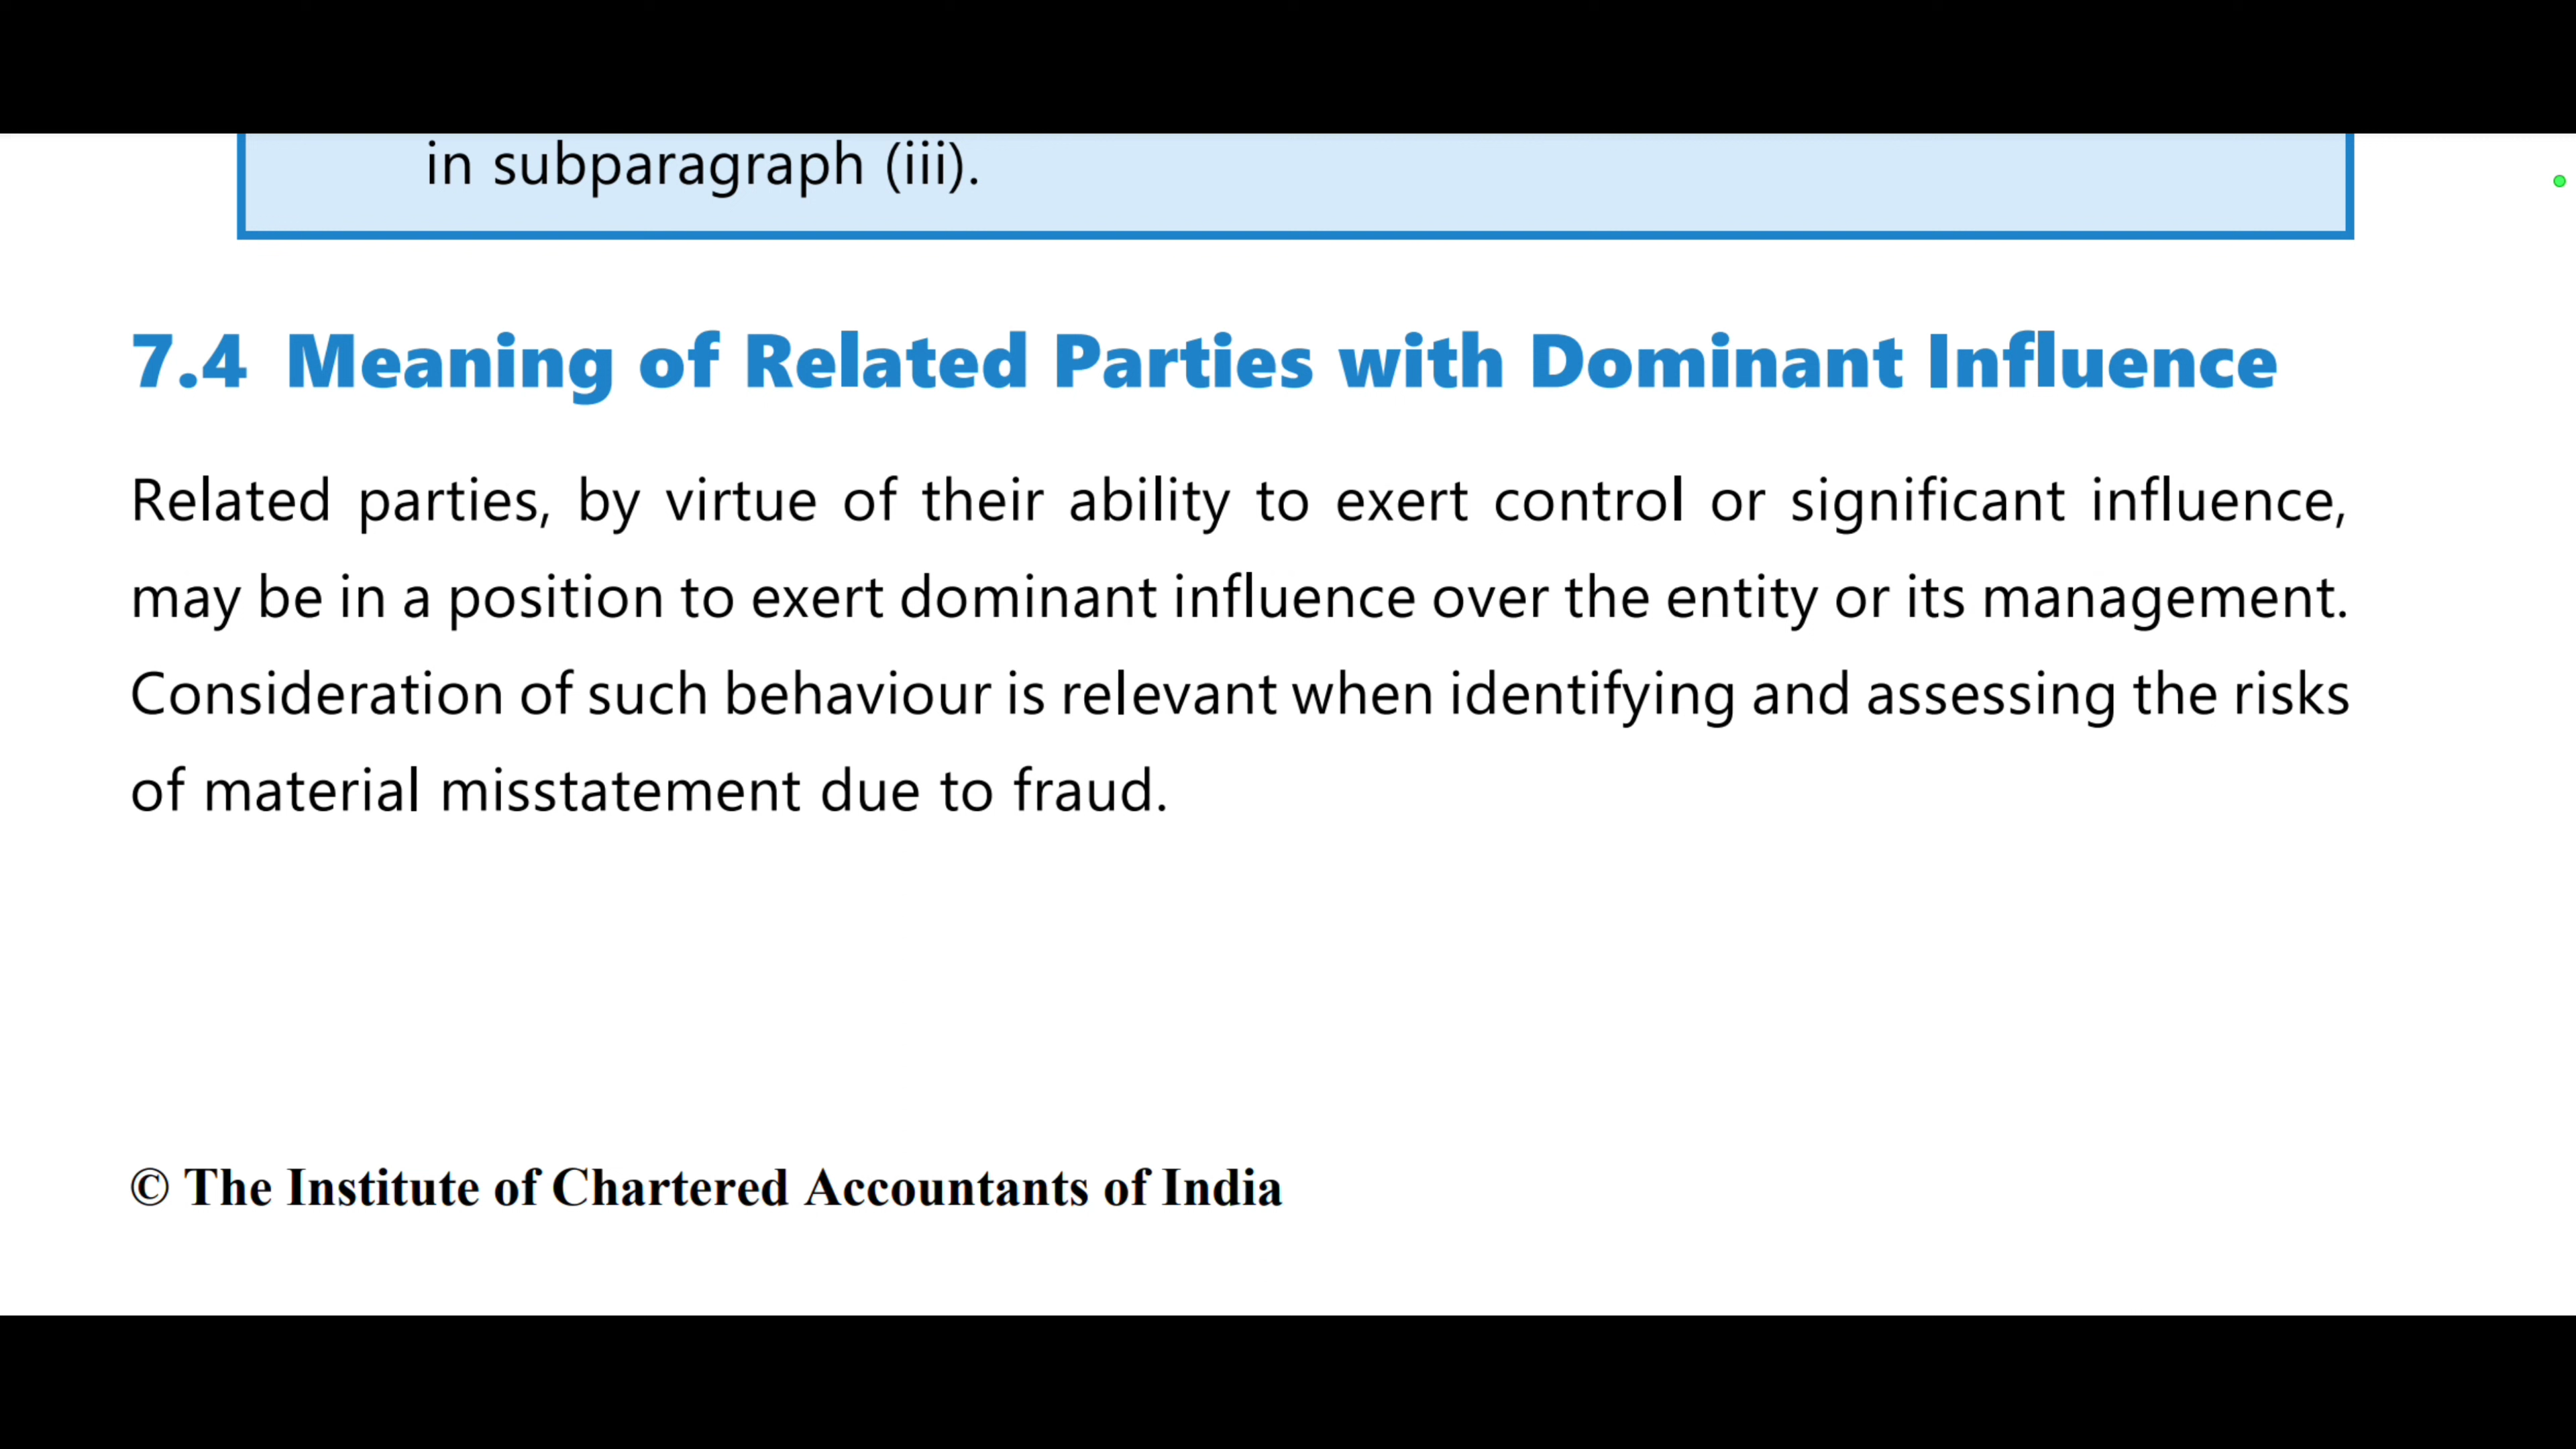 in subparagraph (iii).
7.4 Meaning of Related Parties with Dominant Influence
Related parties, by virtue of their ability to exert control or significant influence,
may be in a position to exert dominant influence over the entity or its management.
Consideration of such behaviour is relevant when identifying and assessing the risks
of material misstatement due to fraud.
© The Institute of Chartered Accountants of India